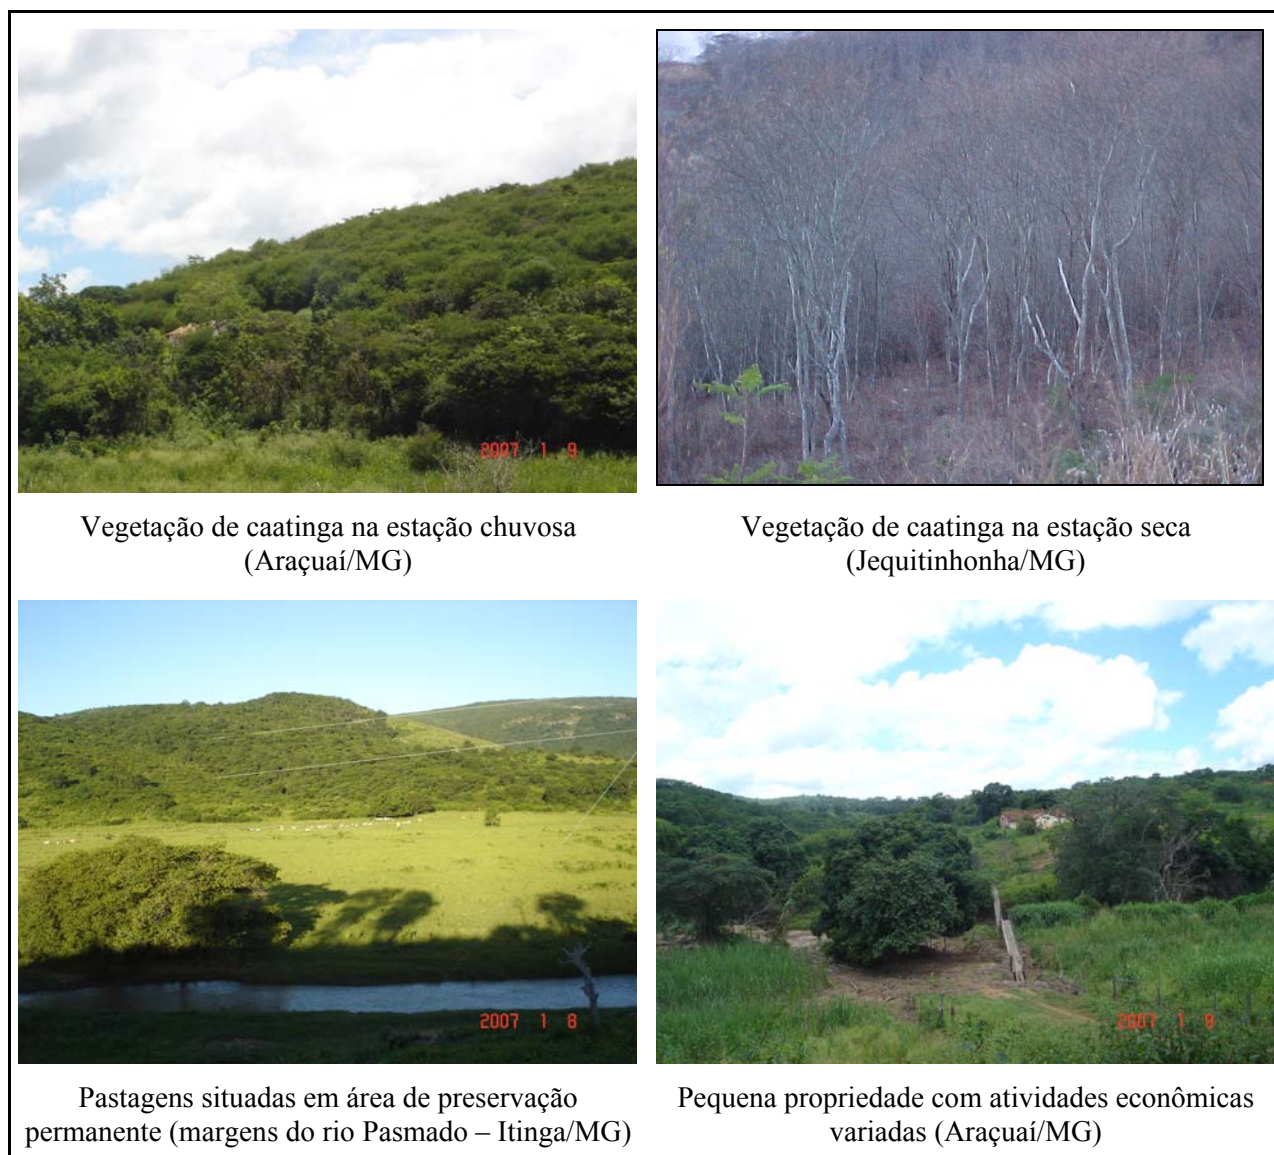 2007 1 9
Vegetação de caatinga na estação chuvosa
(Araçuaí/MG)
Vegetação de caatinga na estação seca
(Jequitinhonha/MG)
2007 1 8
2007 1 9
Pastagens situadas em área de preservação
permanente (margens do rio Pasmado – Itinga/MG)
Pequena propriedade com atividades econômicas
variadas (Araçuaí/MG)